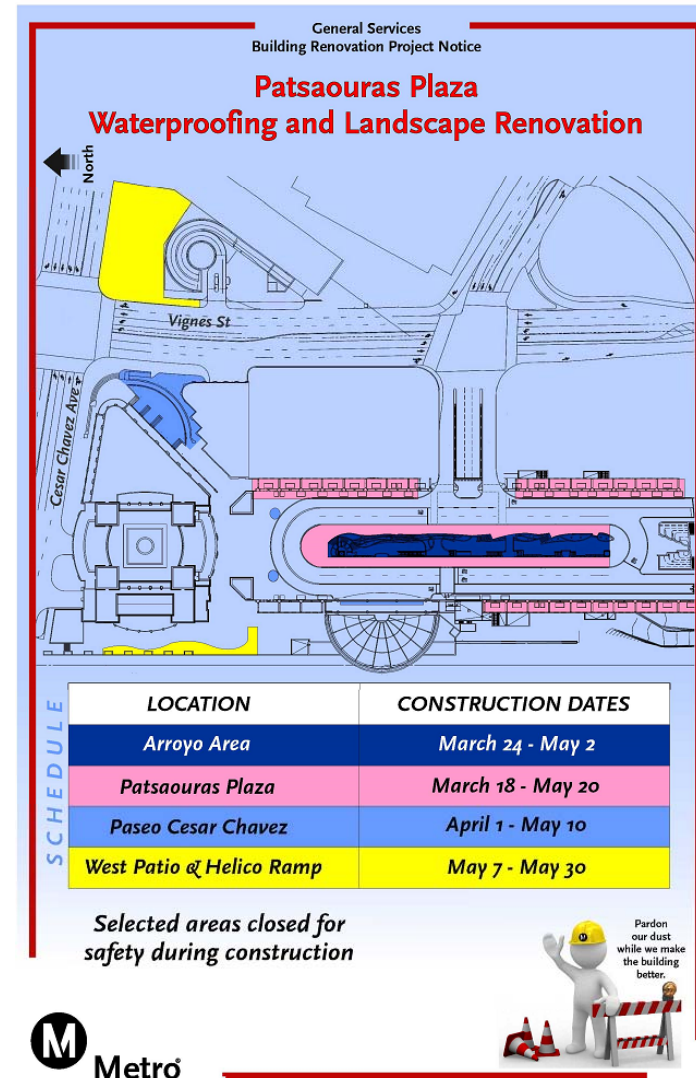 General Services
Building Renovation Project Notice
Patsaouras Plaza
Waterproofing and Landscape Renovation
North
Vignes St
Cesar Chavez Ave
SCHEDULE
LOCATION CONSTRUCTION DATES
Arroyo Area March 24 - May 2
Patsaouras Plaza March 18 - May 20
Paseo Cesar Chavez April 1 - May 10
West Patio & Helico Ramp May 7 - May 30
Selected areas closed for
safety during construction
Pardon
our dust
while we make
the building
better.
M
M
Metro